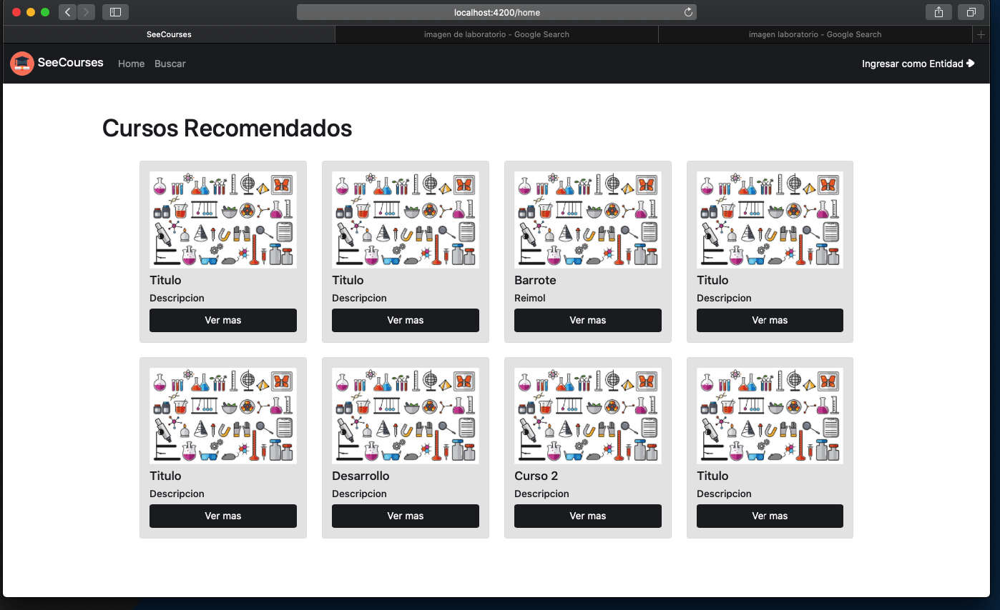 localhost:4200/home
SeeCourses
imagen de laboratorio - Google Search
imagen laboratorio - Google Search
SeeCourses
Home
Buscar
Ingresar como Entidad
Cursos Recomendados
Titulo
Descripcion
Ver mas
Titulo
Descripcion
Ver mas
Barrote
Reimol
Ver mas
Titulo
Descripcion
Ver mas
Titulo
Descripcion
Ver mas
Desarrollo
Descripcion
Ver mas
Curso 2
Descripcion
Ver mas
Titulo
Descripcion
Ver mas